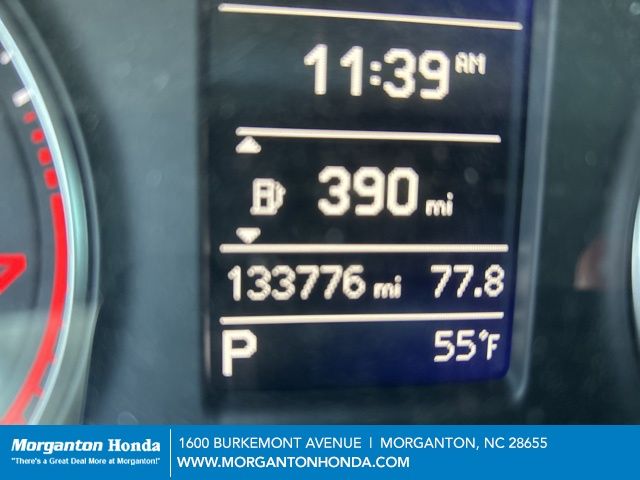 11:39 AM
390 mi
133776 mi 77.8
P 55°F
Morganton Honda
"There's a Great Deal More at Morganton!"
1600 BURKEMONT AVENUE | MORGANTON, NC 28655
WWW.MORGANTONHONDA.COM